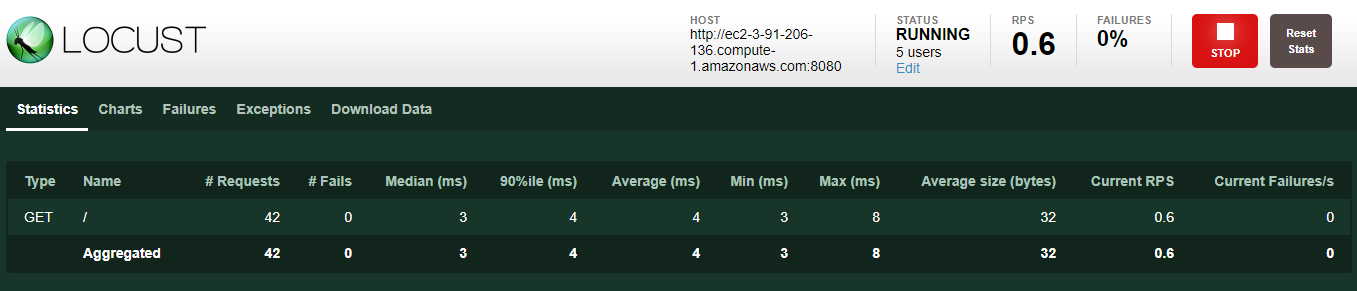 LOCUST
HOST
http://ec2-3-91-206-
136.compute-
1.amazonaws.com:8080
STATUS
RUNNING
5 users
Edit
RPS
0.6
FAILURES
0%
STOP
Reset
Stats
Statistics Charts Failures Exceptions Download Data
Type Name # Requests # Fails Median (ms) 90%ile (ms) Average (ms) Min (ms) Max (ms) Average size (bytes) Current RPS Current Failures/s
GET / 42 0 3 4 4 3 8 32 0.6 0
Aggregated 42 0 3 4 4 3 8 32 0.6 0